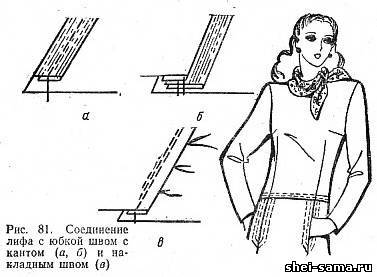 а
б
в
Рис. 81. Соединение
лифа с юбкой швом с
кантом (а, б) и на-
кладным швом (в)
shei-sama.ru